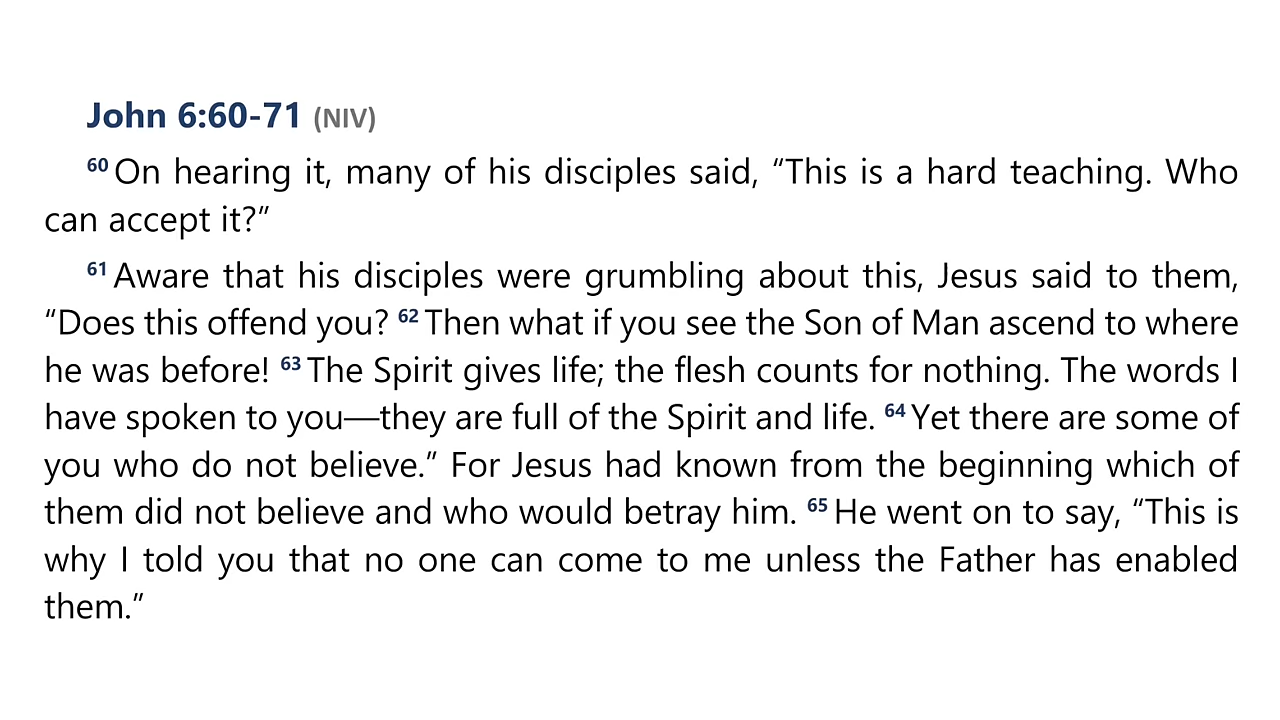 John 6:60-71 (NIV)
60 On hearing it, many of his disciples said, “This is a hard teaching. Who
can accept it?”
61 Aware that his disciples were grumbling about this, Jesus said to them,
“Does this offend you? 62 Then what if you see the Son of Man ascend to where
he was before! 63 The Spirit gives life; the flesh counts for nothing. The words I
have spoken to you—they are full of the Spirit and life. 64 Yet there are some of
you who do not believe.” For Jesus had known from the beginning which of
them did not believe and who would betray him. 65 He went on to say, “This is
why I told you that no one can come to me unless the Father has enabled
them.”